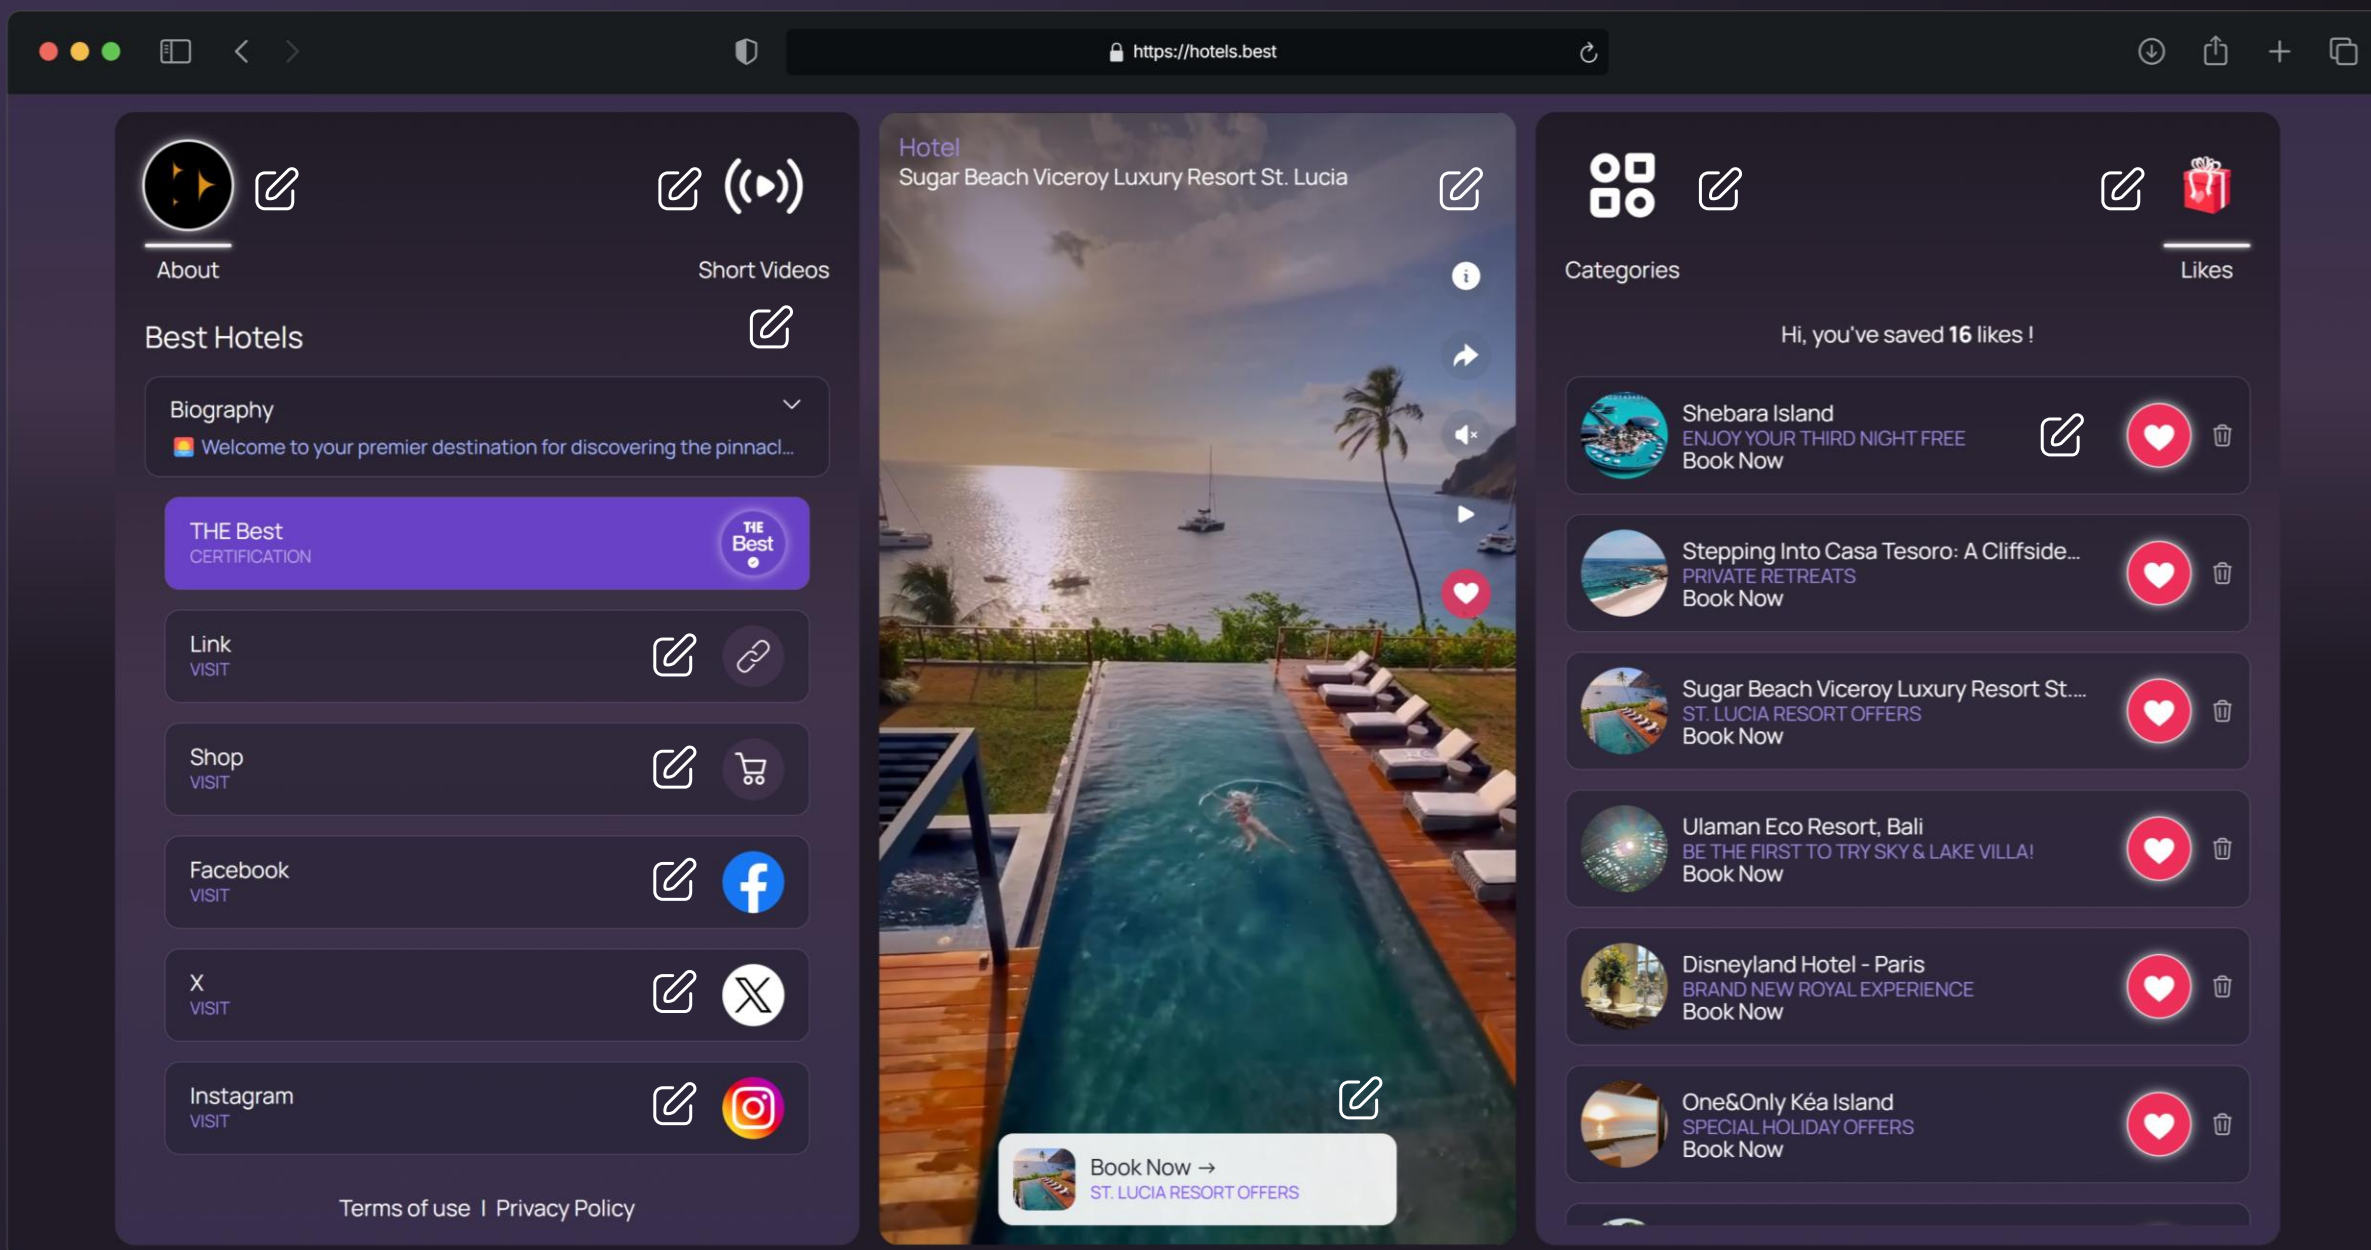 https://hotels.best
About
Short Videos
Best Hotels
Biography
🌅 Welcome to your premier destination for discovering the pinnacl...
THE Best
CERTIFICATION
THE
Best
Link
VISIT
Shop
VISIT
Facebook
VISIT
X
VISIT
Instagram
VISIT
Terms of use | Privacy Policy
Hotel
Sugar Beach Viceroy Luxury Resort St. Lucia
Book Now →
ST. LUCIA RESORT OFFERS
Categories
Likes
Hi, you've saved 16 likes !
Shebara Island
ENJOY YOUR THIRD NIGHT FREE
Book Now
Stepping Into Casa Tesoro: A Cliffside...
PRIVATE RETREATS
Book Now
Sugar Beach Viceroy Luxury Resort St....
ST. LUCIA RESORT OFFERS
Book Now
Ulaman Eco Resort, Bali
BE THE FIRST TO TRY SKY & LAKE VILLA!
Book Now
Disneyland Hotel - Paris
BRAND NEW ROYAL EXPERIENCE
Book Now
One&Only Kéa Island
SPECIAL HOLIDAY OFFERS
Book Now